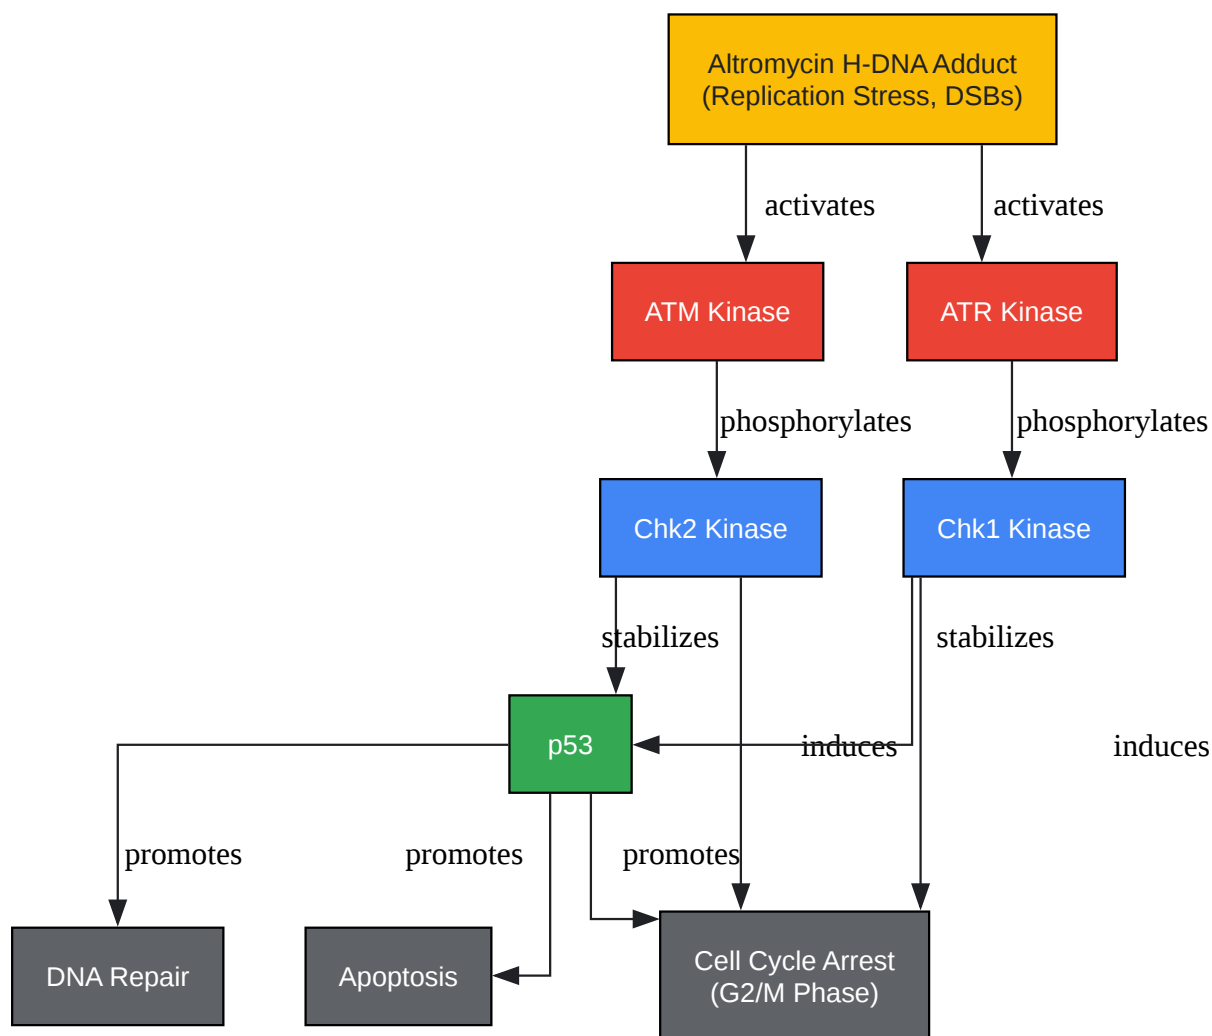 Altromycin H-DNA Adduct
(Replication Stress, DSBs)
activates
activates
ATM Kinase
ATR Kinase
phosphorylates
phosphorylates
Chk2 Kinase
Chk1 Kinase
stabilizes
stabilizes
p53
induces
induces
promotes
promotes
promotes
DNA Repair
Apoptosis
Cell Cycle Arrest
(G2/M Phase)